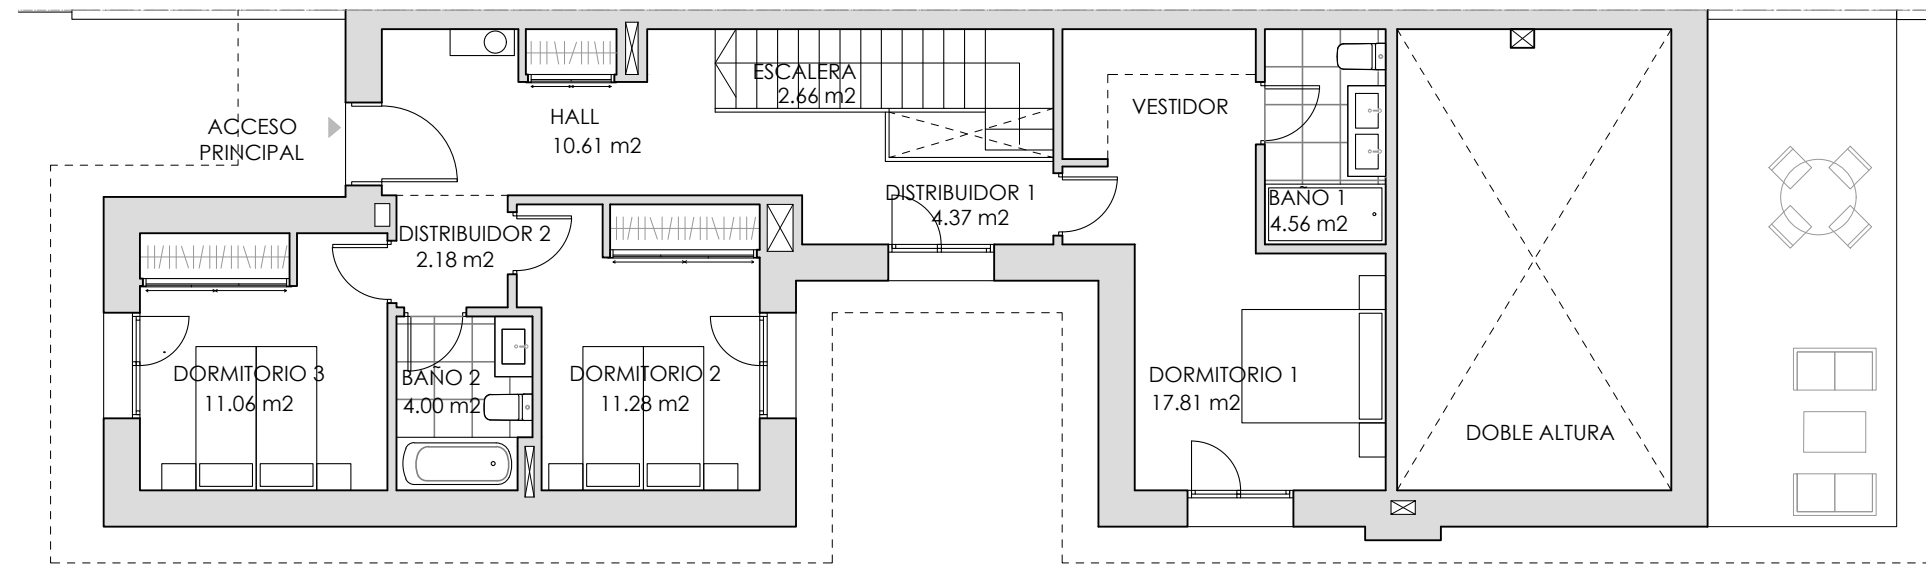 ESCALERA
2.66 m2
VESTIDOR
HALL
10.61 m2
ACCESO
PRINCIPAL
DISTRIBUIDOR 1
4.37 m2
BAÑO 1
4.56 m2
DISTRIBUIDOR 2
2.18 m2
DORMITORIO 3
11.06 m2
BAÑO 2
4.00 m2
DORMITORIO 2
11.28 m2
DORMITORIO 1
17.81 m2
DOBLE ALTURA